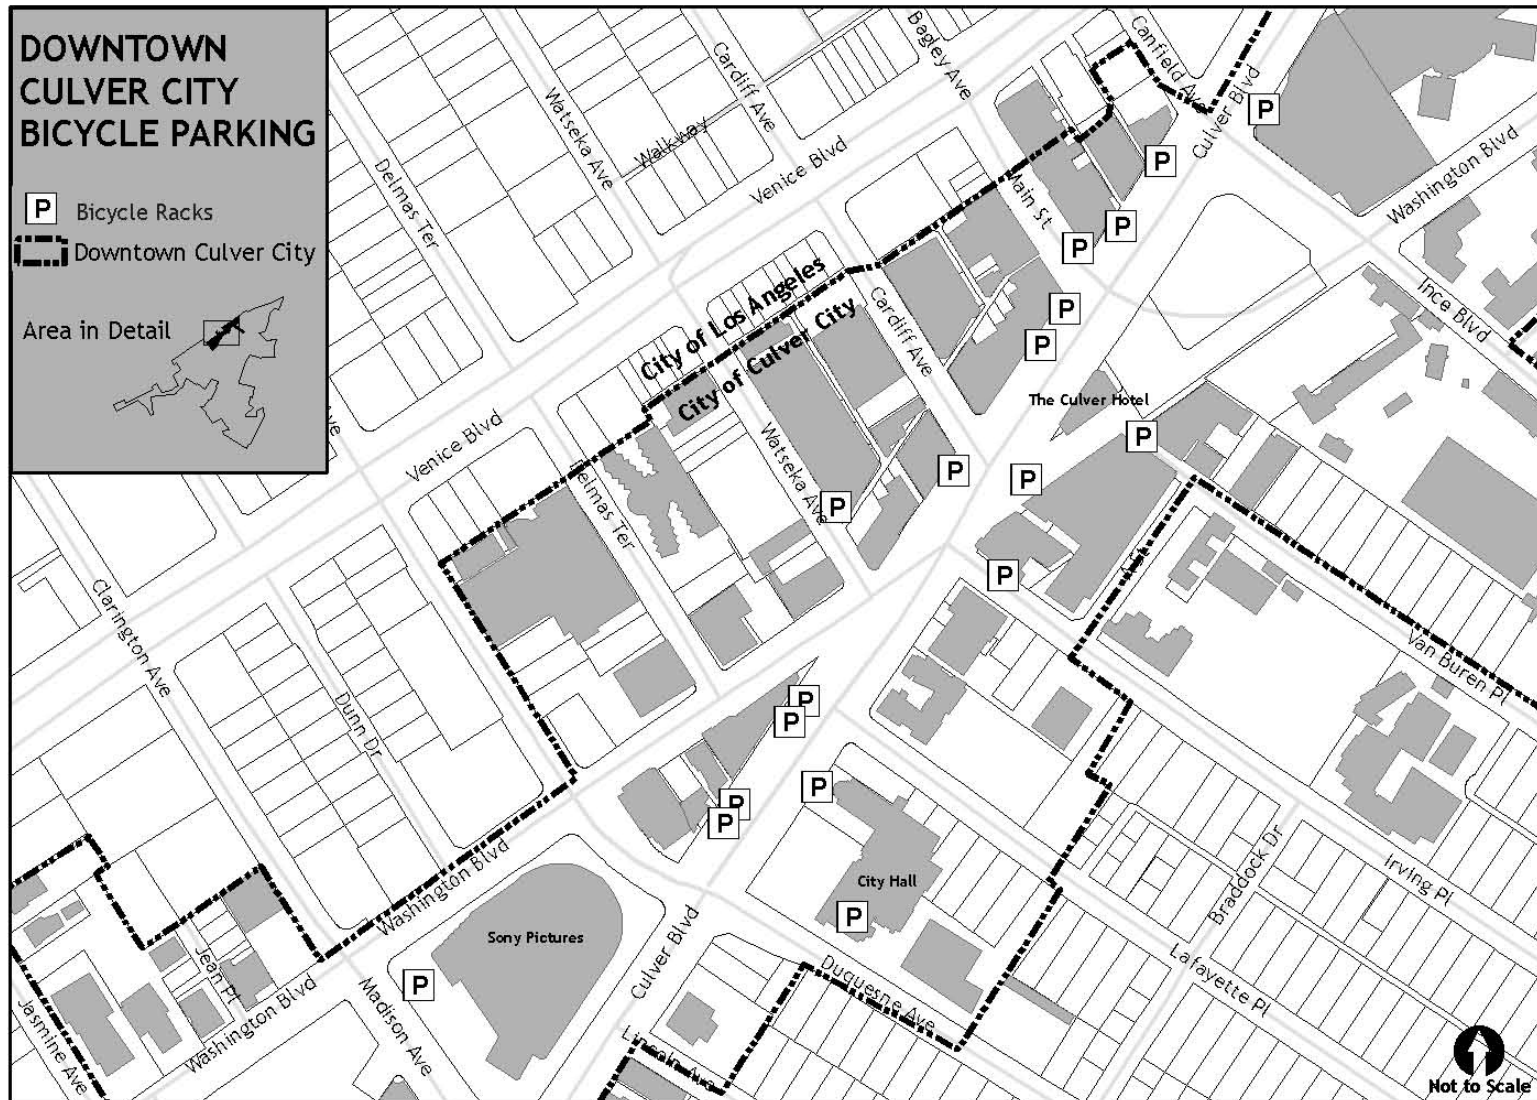 DOWNTOWN
CULVER CITY
BICYCLE PARKING
P Bicycle Racks
Downtown Culver City
Area in Detail
Watseka Ave
Cardiff Ave
Walkway
Bagley Ave
Canfield Ave
Culver Blvd
P
P
Washington Blvd
Delmas Ter
Venice Blvd
Main St
P
P
Ince Blvd
City of Los Angeles
City of Culver City
Cardiff Ave
P
P
The Culver Hotel
P
Ave
Venice Blvd
Watseka Ave
P
P
P
Delmas Ter
P
A St
Clarington Ave
Dunn Dr
Van Buren Pl
P
P
P
P
P
Washington Blvd
Braddock Dr
Irving Pl
City Hall
P
Sony Pictures
Culver Blvd
P
Jean Pl
Washington Blvd
Madison Ave
Duquesne Ave
Lafayette Pl
Jasmine Ave
Lincoln Ave
Not to Scale